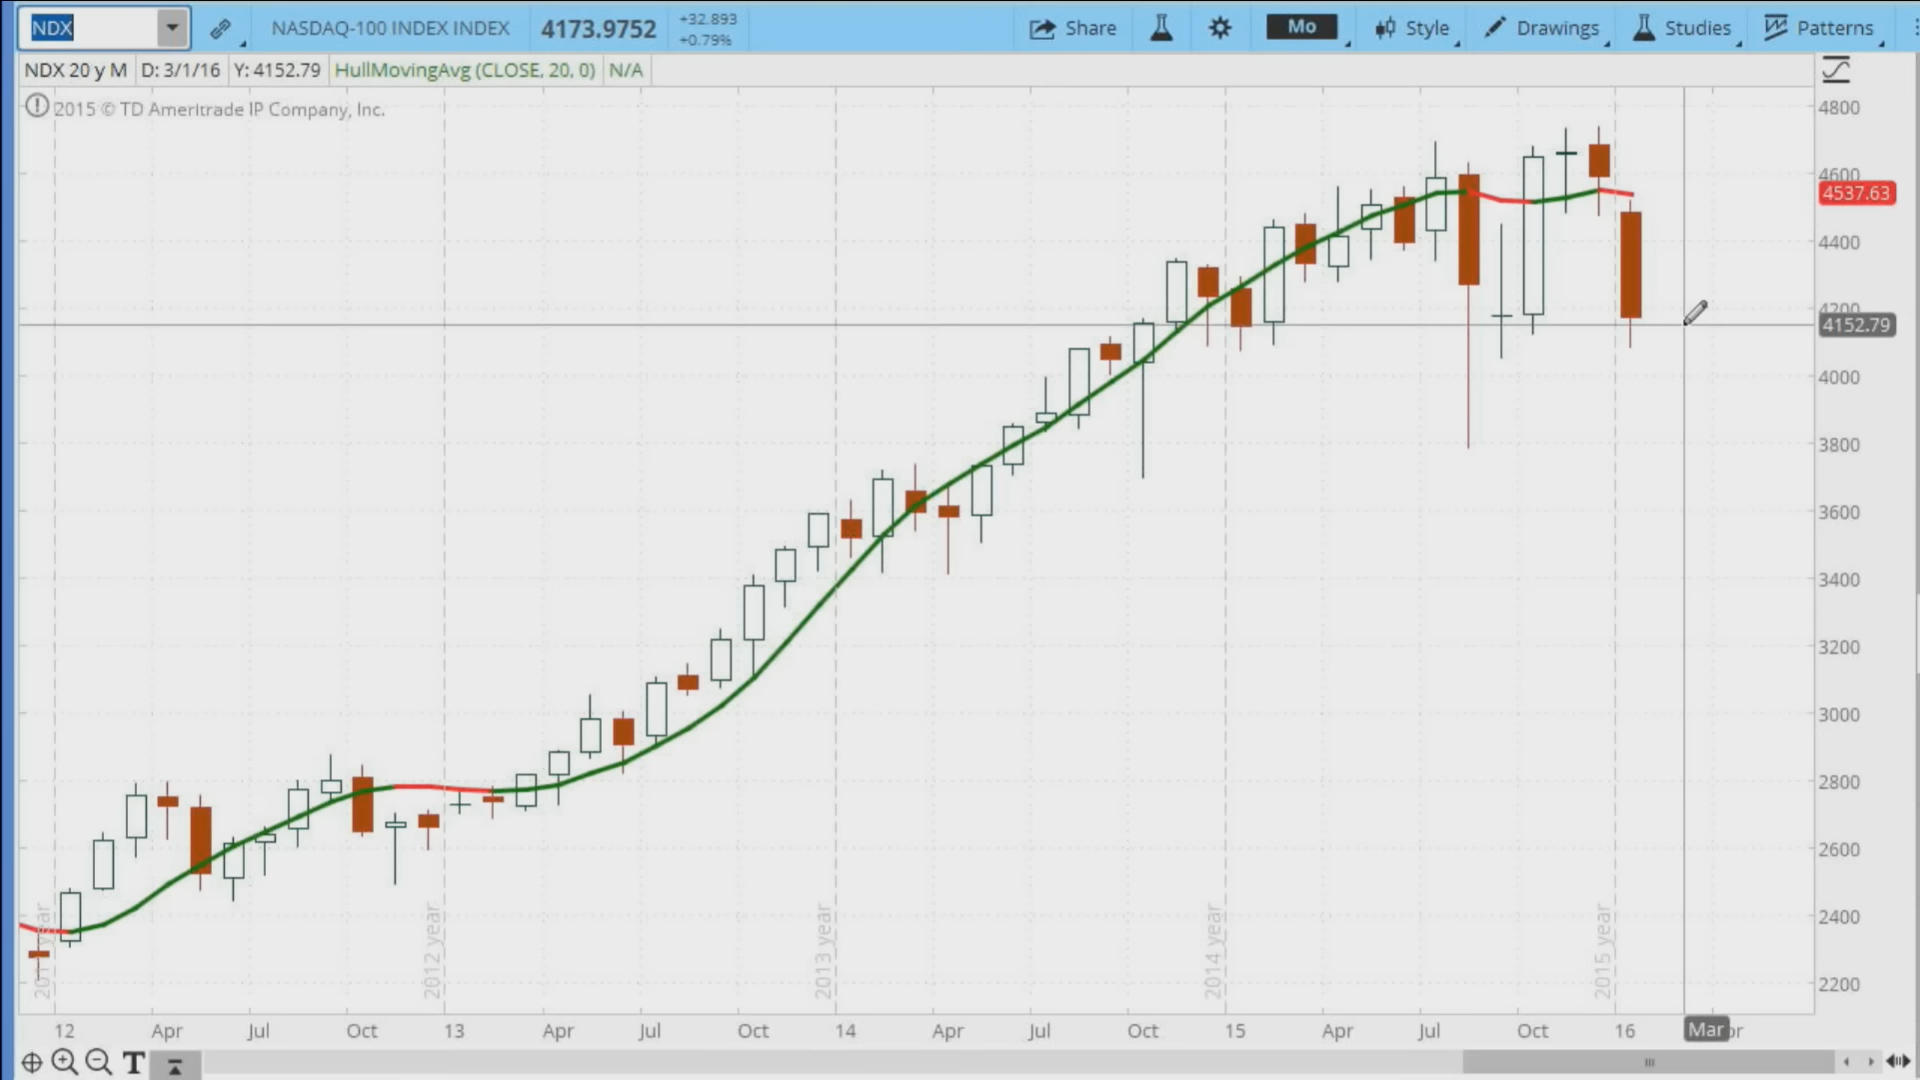 NDX
NASDAQ-100 INDEX INDEX
4173.9752
+32.893
+0.79%
Share
Mo
Style
Drawings
Studies
Patterns
NDX 20 y M
D: 3/1/16
Y: 4152.79
HullMovingAvg (CLOSE, 20, 0)
N/A
2015 © TD Ameritrade IP Company, Inc.
4800
4600
4537.63
4400
4200
4152.79
4000
3800
3600
3400
3200
3000
2800
2600
2400
2200
2012 year
2013 year
2014 year
2015 year
12
Apr
Jul
Oct
13
Apr
Jul
Oct
14
Apr
Jul
Oct
15
Apr
Jul
Oct
16
Mar
T